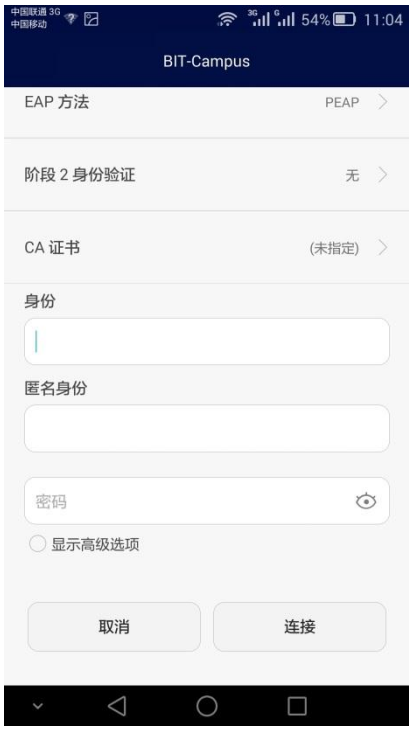 中国联通 3G
中国移动
3G G 54% 11:04
BIT-Campus
EAP 方法 PEAP
阶段 2 身份验证 无
CA 证书 (未指定)
身份
匿名身份
密码
显示高级选项
取消 连接